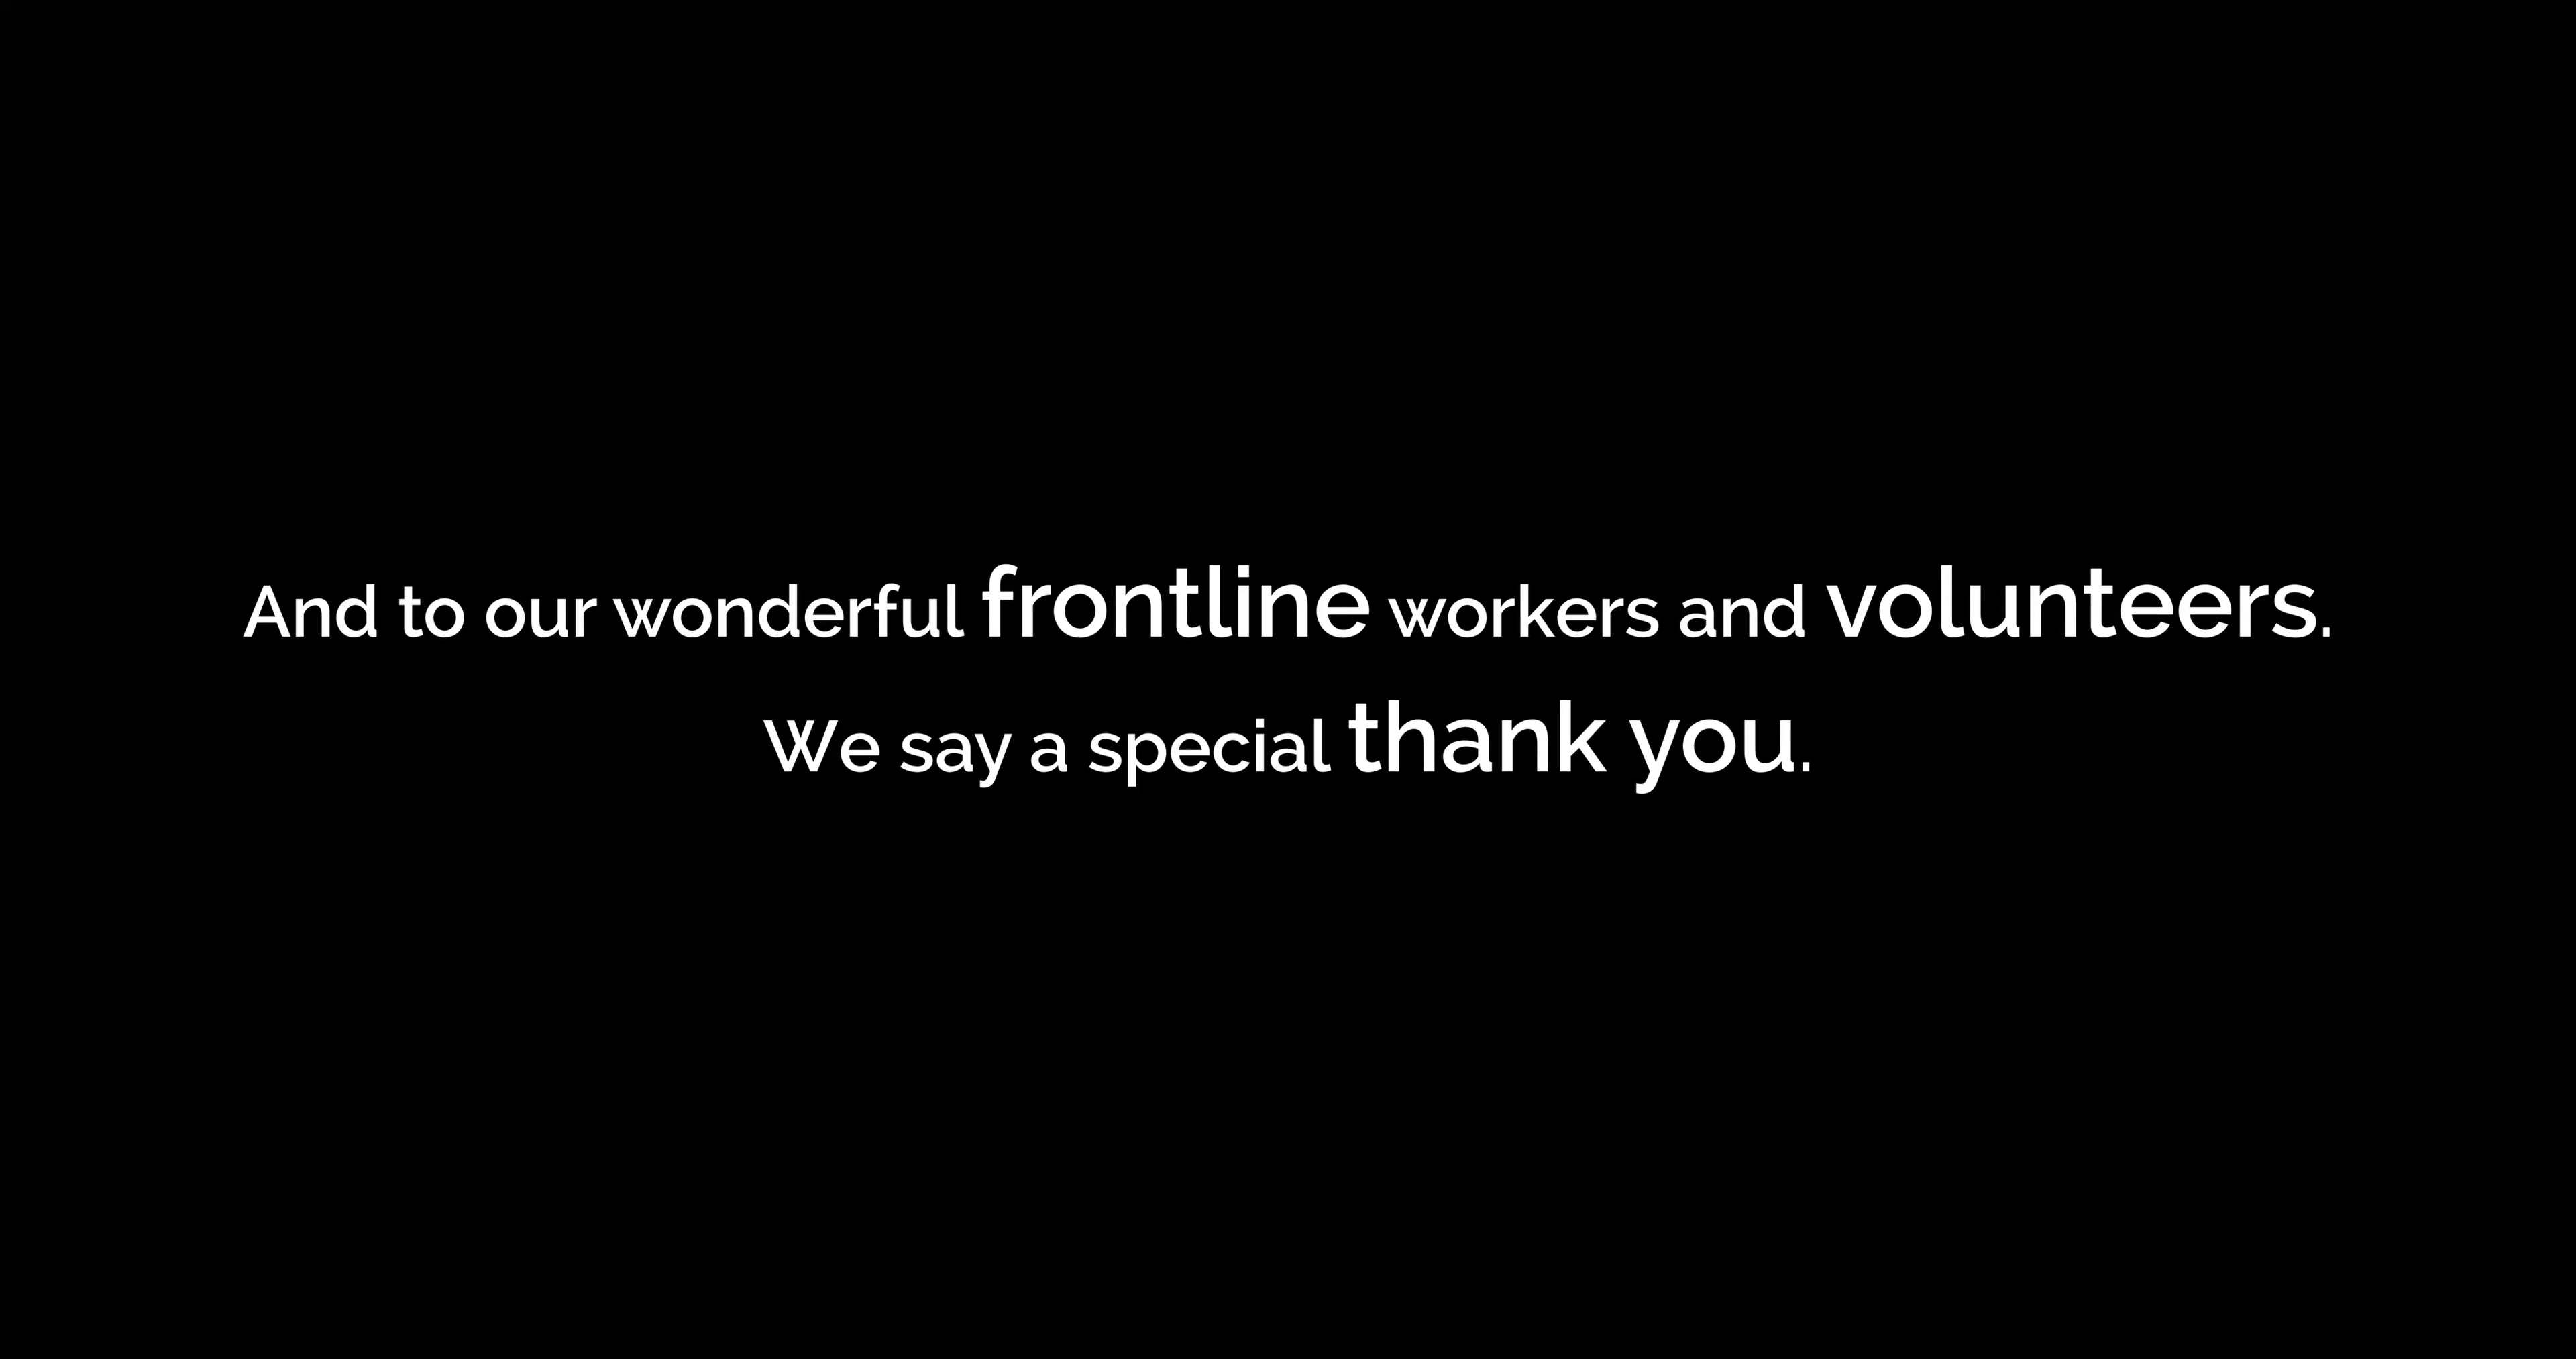 And to our wonderful frontline workers and volunteers.
We say a special thank you.